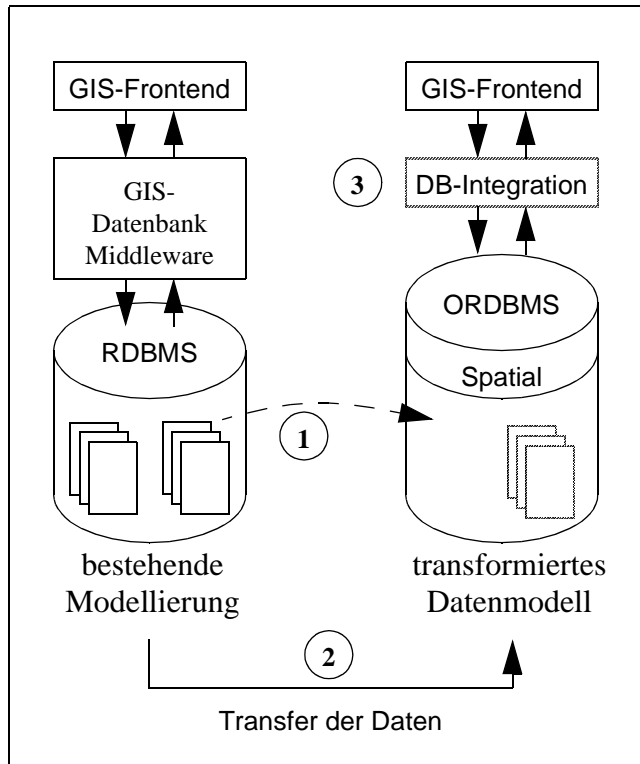 GIS-Frontend
GIS-
Datenbank
Middleware
RDBMS
bestehende
Modellierung
GIS-Frontend
3
DB-Integration
ORDBMS
Spatial
1
transformiertes
Datenmodell
2
Transfer der Daten